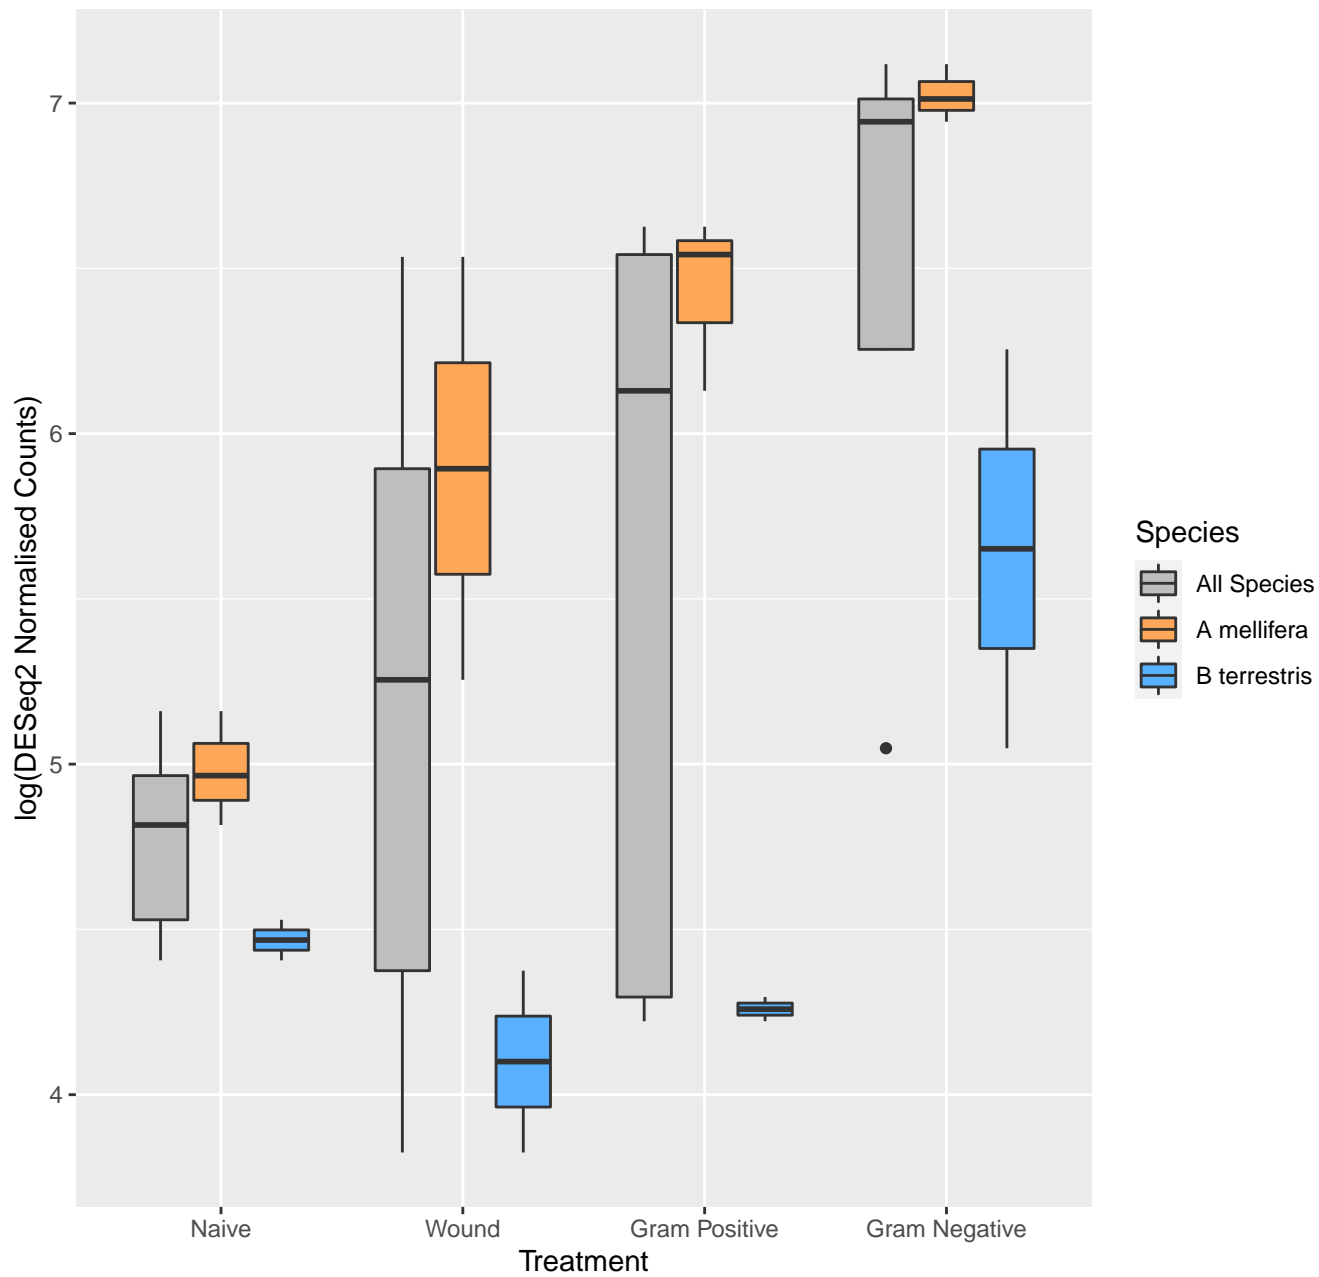 log(DESeq2 Normalised Counts)
7
6
5
4
Naive
Wound
Gram Positive
Gram Negative
Treatment
Species
All Species
A mellifera
B terrestris